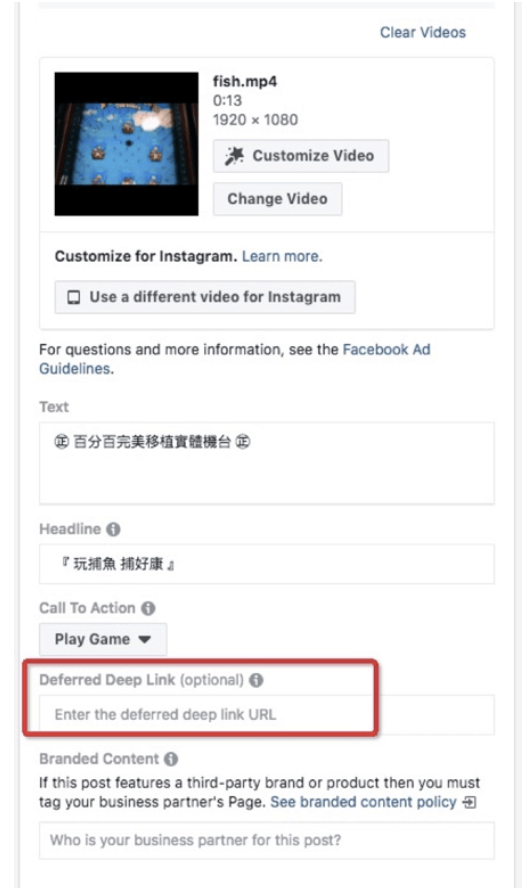 Clear Videos
fish.mp4
0:13
1920 × 1080
Customize Video
Change Video
Customize for Instagram. Learn more.
Use a different video for Instagram
For questions and more information, see the Facebook Ad
Guidelines.
Text
㊣ 百分百完美移植實體機台 ㊣
Headline
『 玩捕魚 捕好康 』
Call To Action
Play Game
Deferred Deep Link (optional)
Enter the deferred deep link URL
Branded Content
If this post features a third-party brand or product then you must
tag your business partner's Page. See branded content policy
Who is your business partner for this post?